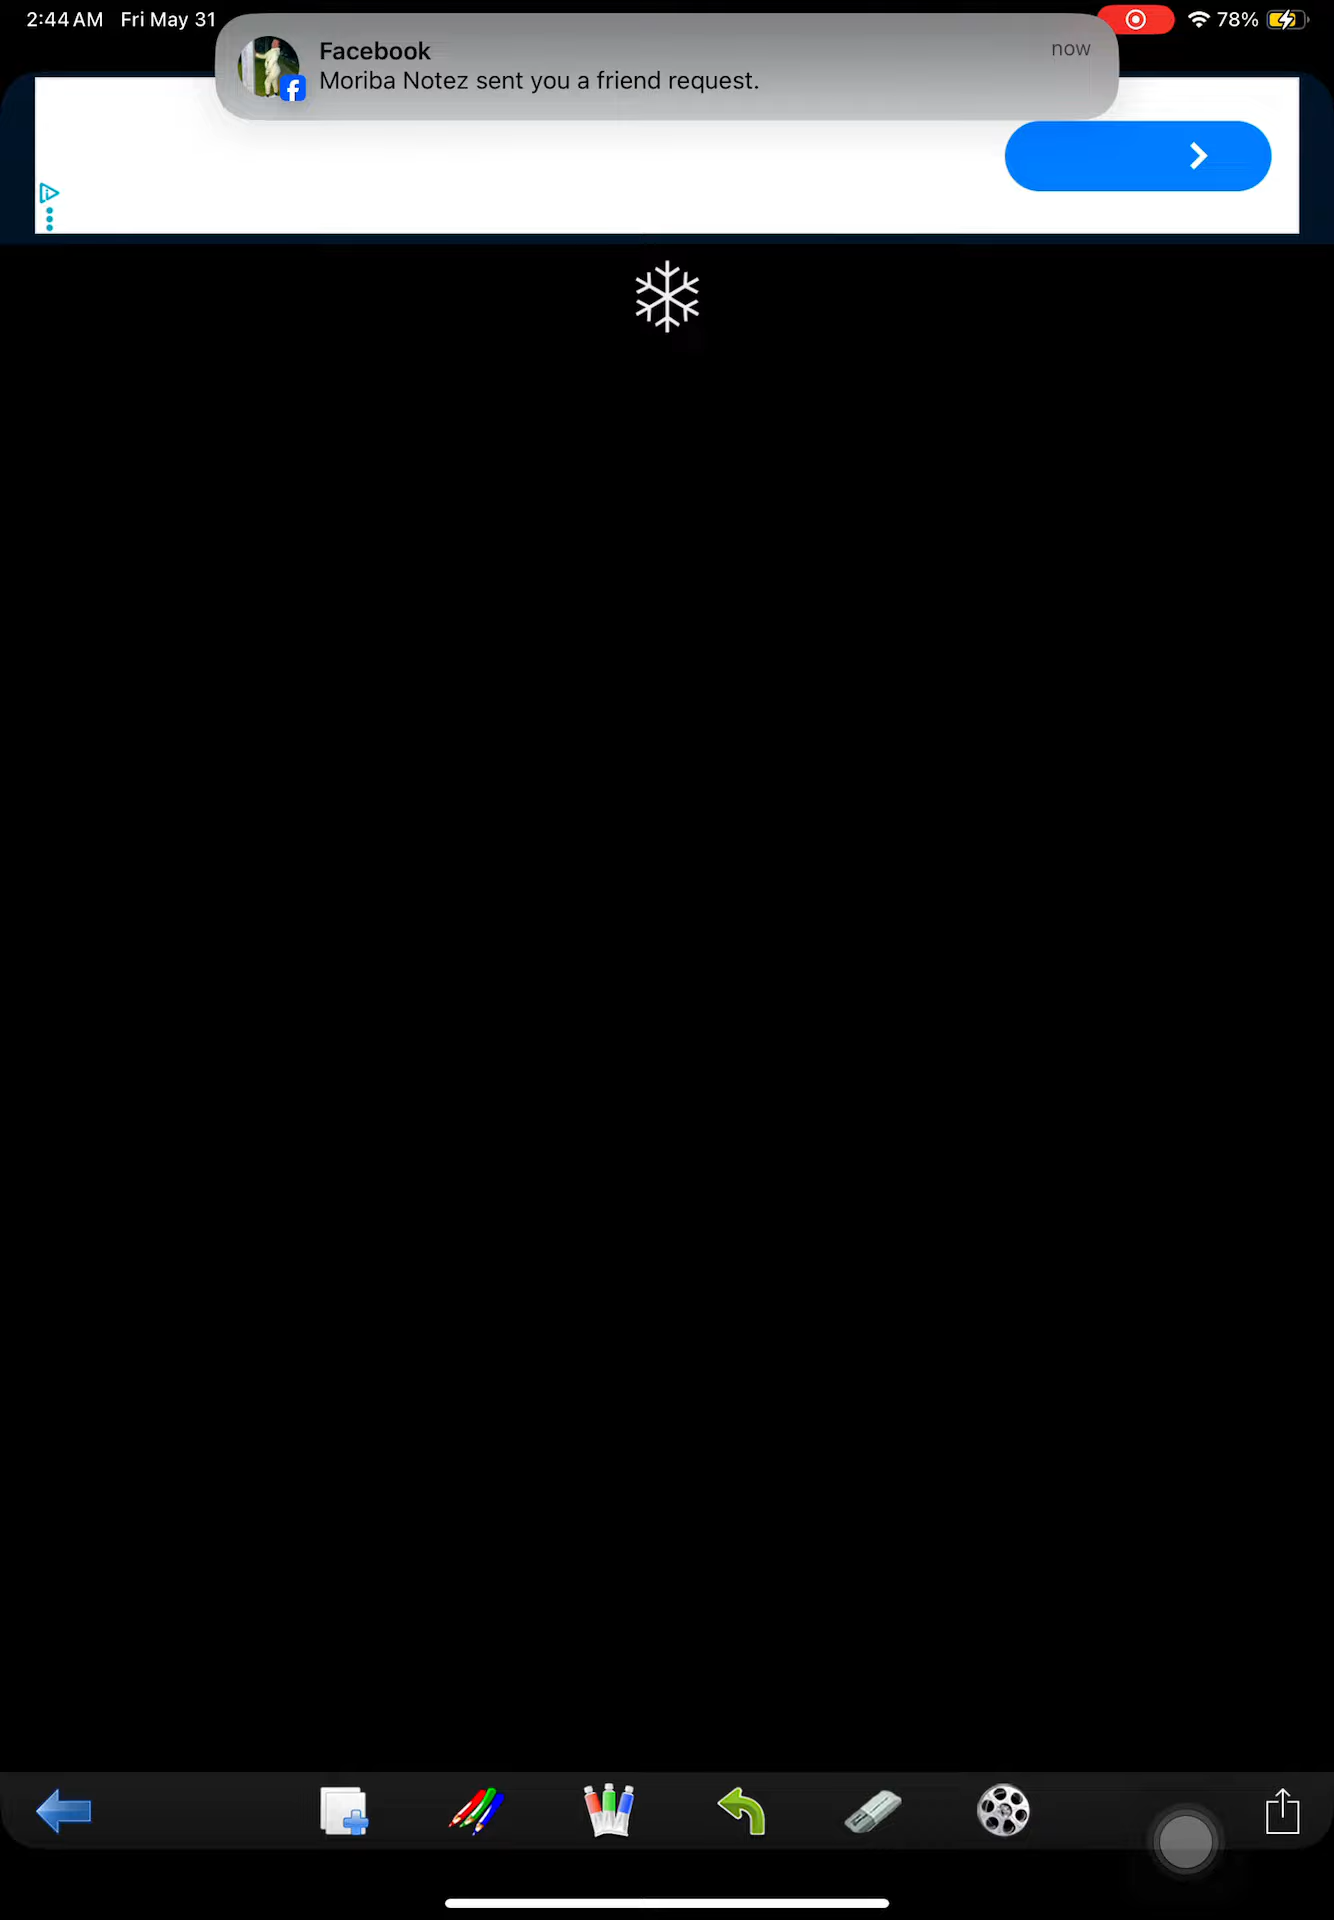 2:44 AM Fri May 31
78%
Facebook
now
Moriba Notez sent you a friend request.